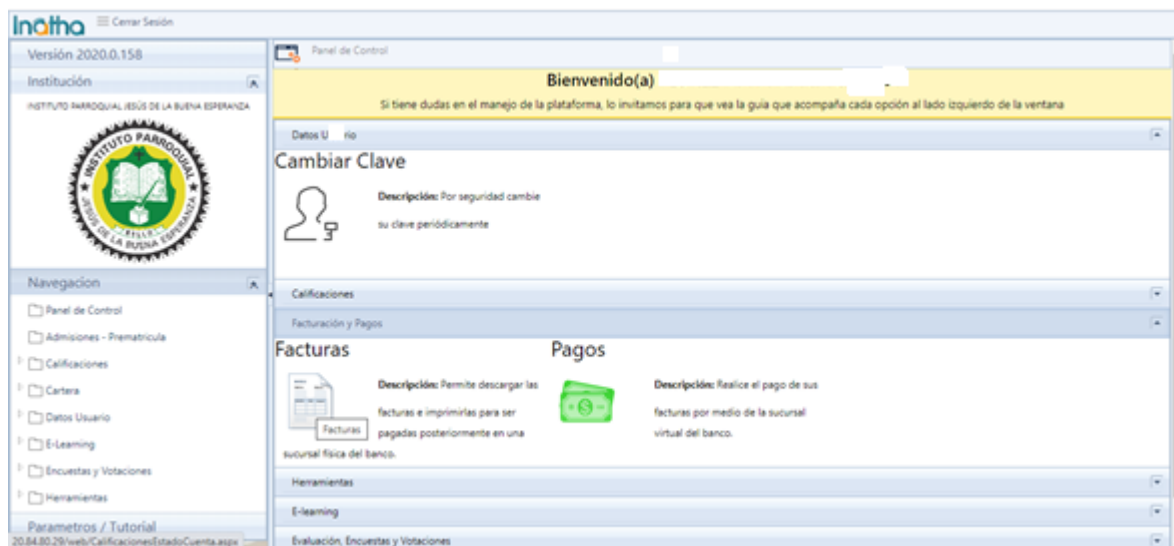 Inatha
Cerrar Sesión
Versión 2020.0.158
Institución
INSTITUTO PARROQUIAL JESÚS DE LA BUENA ESPERANZA
INSTITUTO PARROQUIAL
JESÚS DE LA BUENA ESPERANZA
BELLO
Navegacion
Panel de Control
Admisiones - Prematricula
Calificaciones
Cartera
Datos Usuario
E-Learning
Encuestas y Votaciones
Herramientas
Parametros / Tutorial
20.84.80.29/web/CalificacionesEstadoCuenta.aspx
Panel de Control
Bienvenido(a)
Si tiene dudas en el manejo de la plataforma, lo invitamos para que vea la guia que acompaña cada opción al lado izquierdo de la ventana
Datos U rio
Cambiar Clave
Descripción: Por seguridad cambie
su clave periódicamente
Calificaciones
Facturación y Pagos
Facturas
Descripción: Permite descargar las
facturas e imprimirlas para ser
pagadas posteriormente en una
sucursal física del banco.
Facturas
Pagos
Descripción: Realice el pago de sus
facturas por medio de la sucursal
virtual del banco.
Herramientas
E-learning
Evaluación, Encuestas y Votaciones